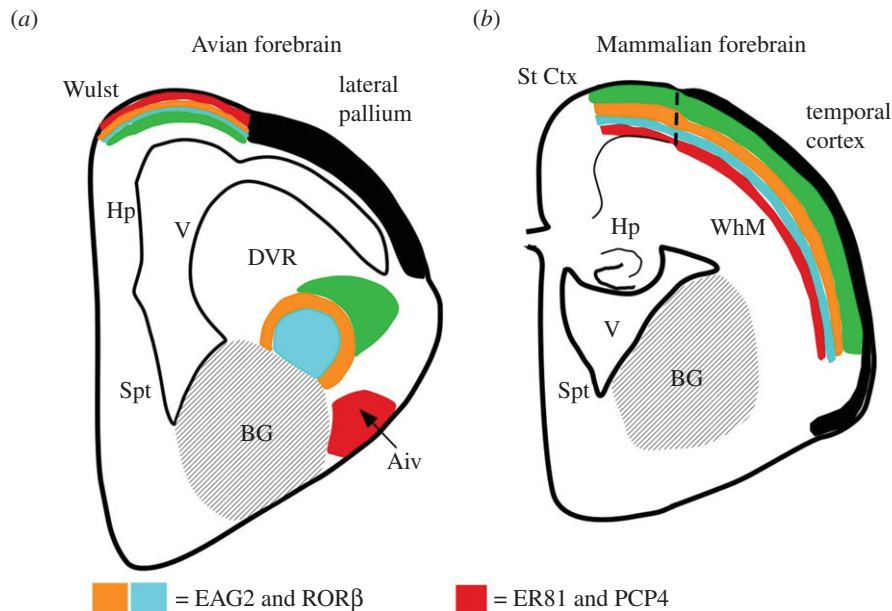 (a)
Avian forebrain
Wulst
lateral
pallium
Hp
V
DVR
Spt
BG
Aiv
(b)
Mammalian forebrain
St Ctx
temporal
cortex
Hp
WhM
V
Spt
BG
= EAG2 and RORβ
= ER81 and PCP4